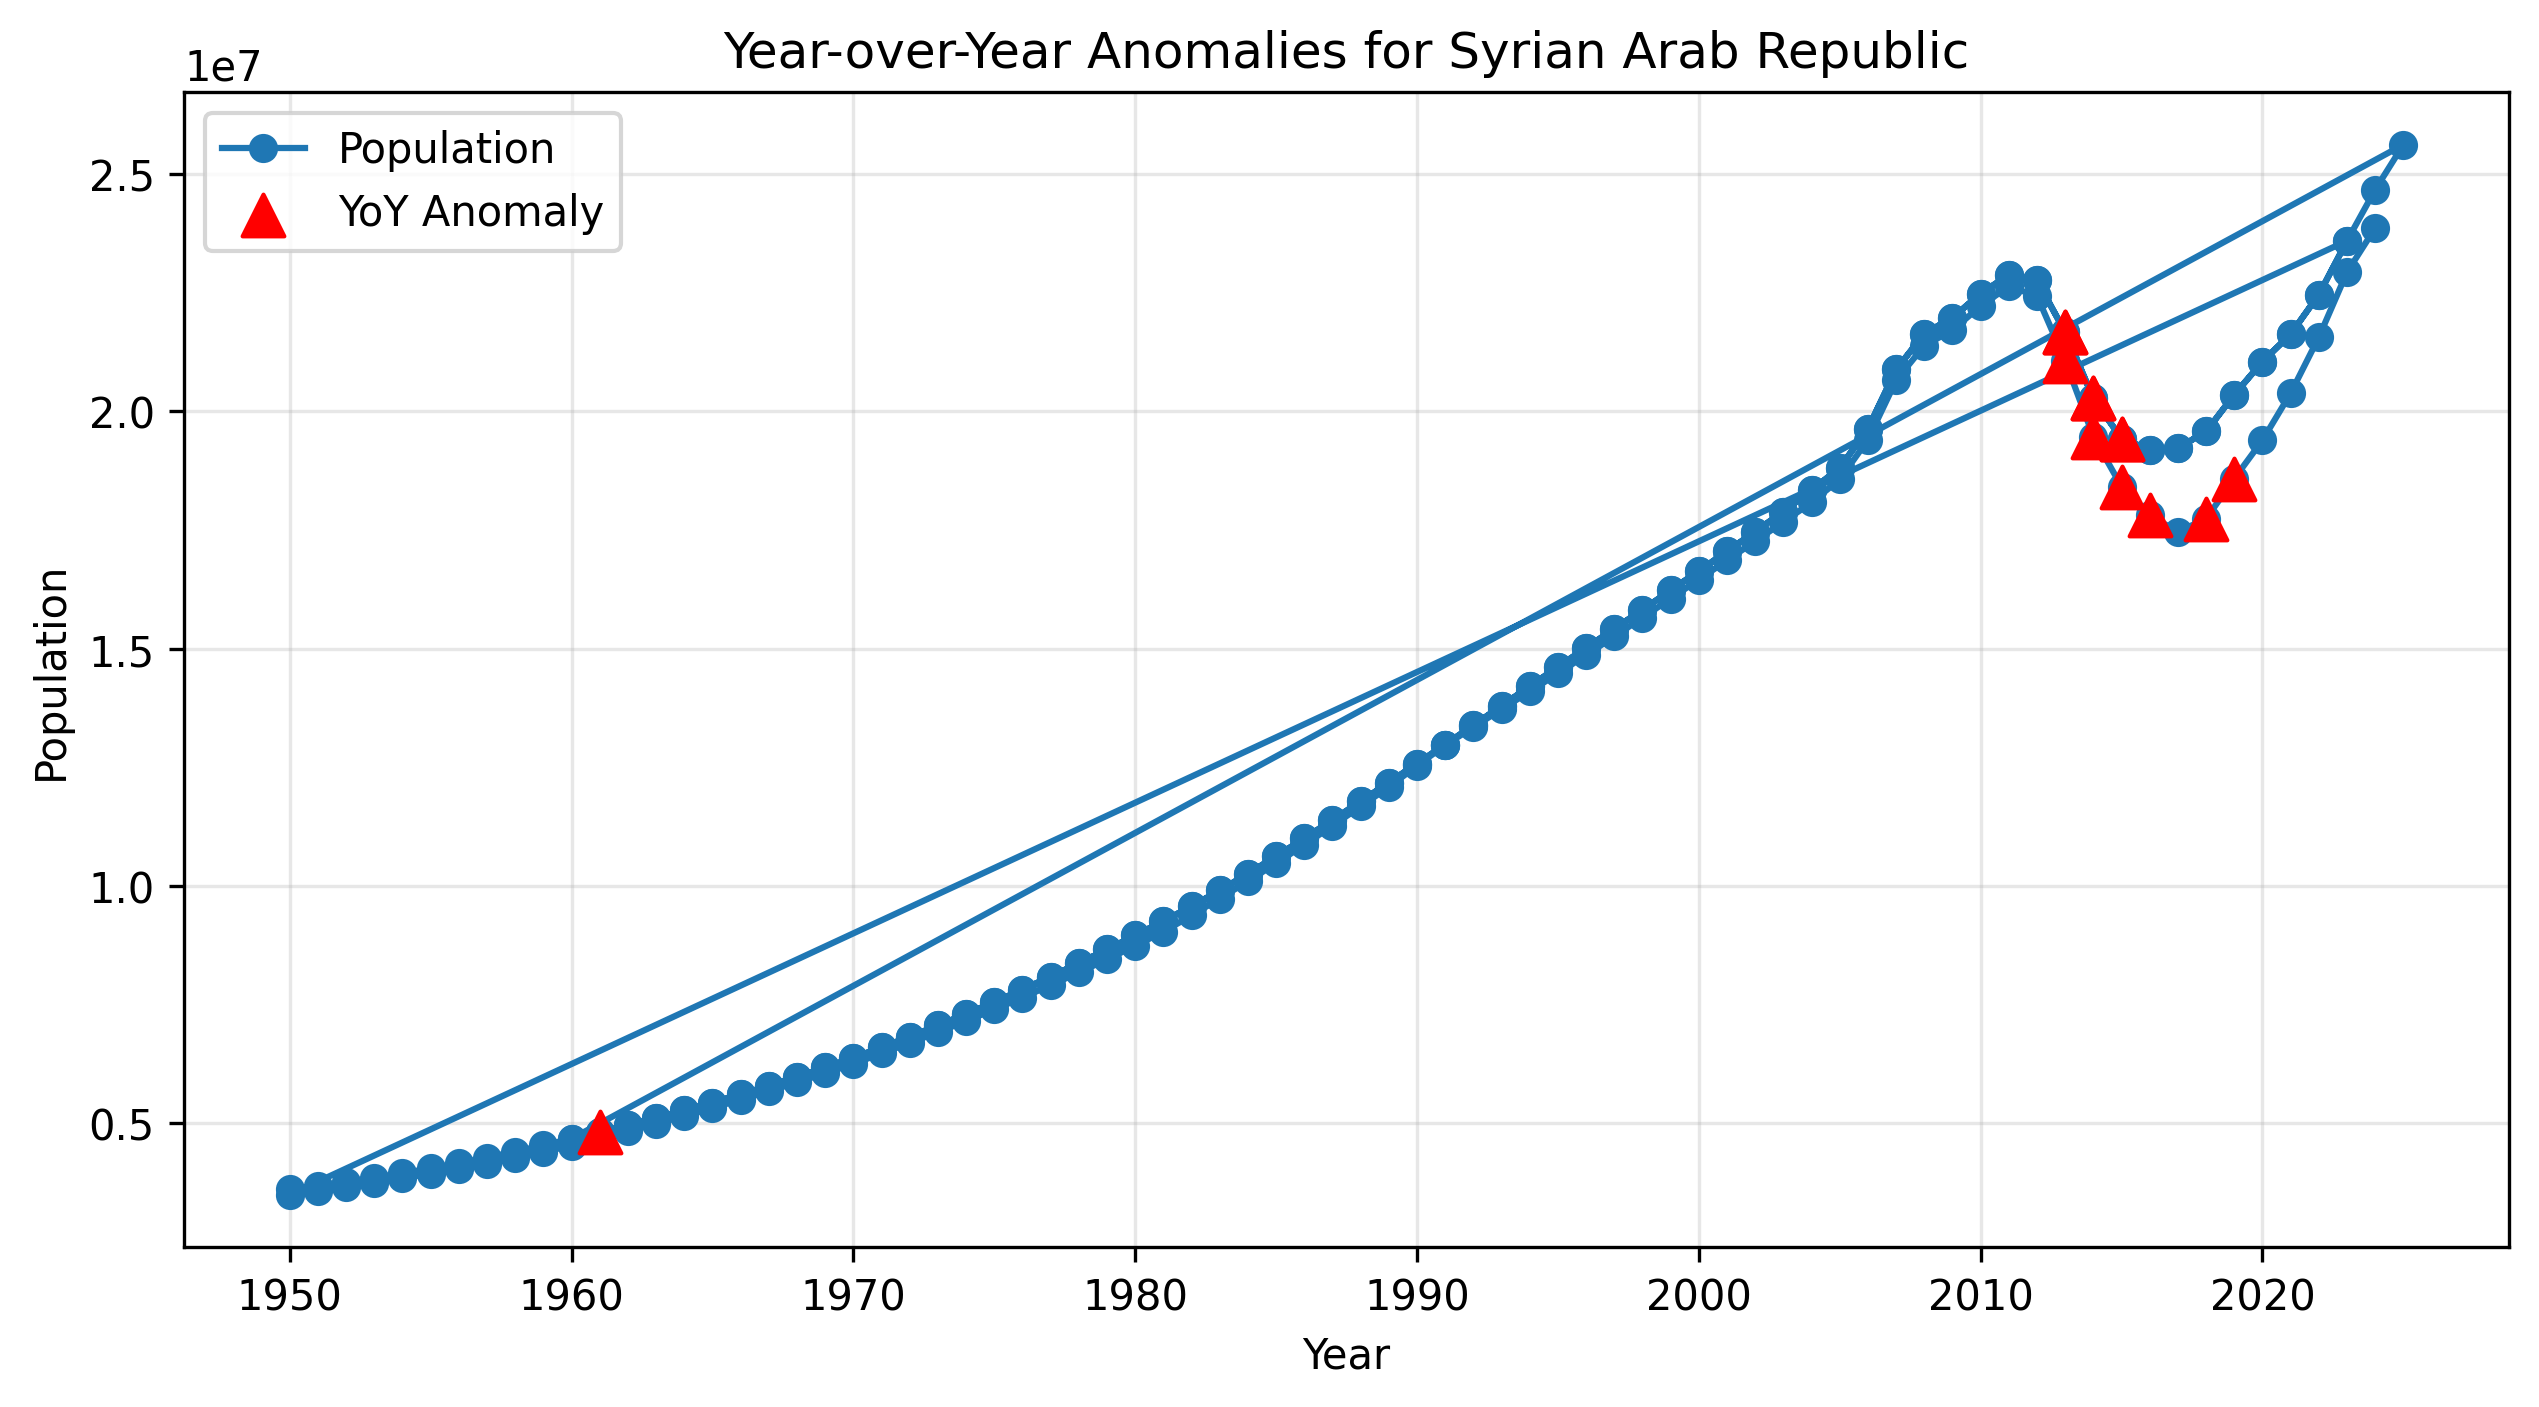 Year-over-Year Anomalies for Syrian Arab Republic
1e7
Population
YoY Anomaly
2.5
2.0
1.5
1.0
0.5
Population
1950 1960 1970 1980 1990 2000 2010 2020
Year